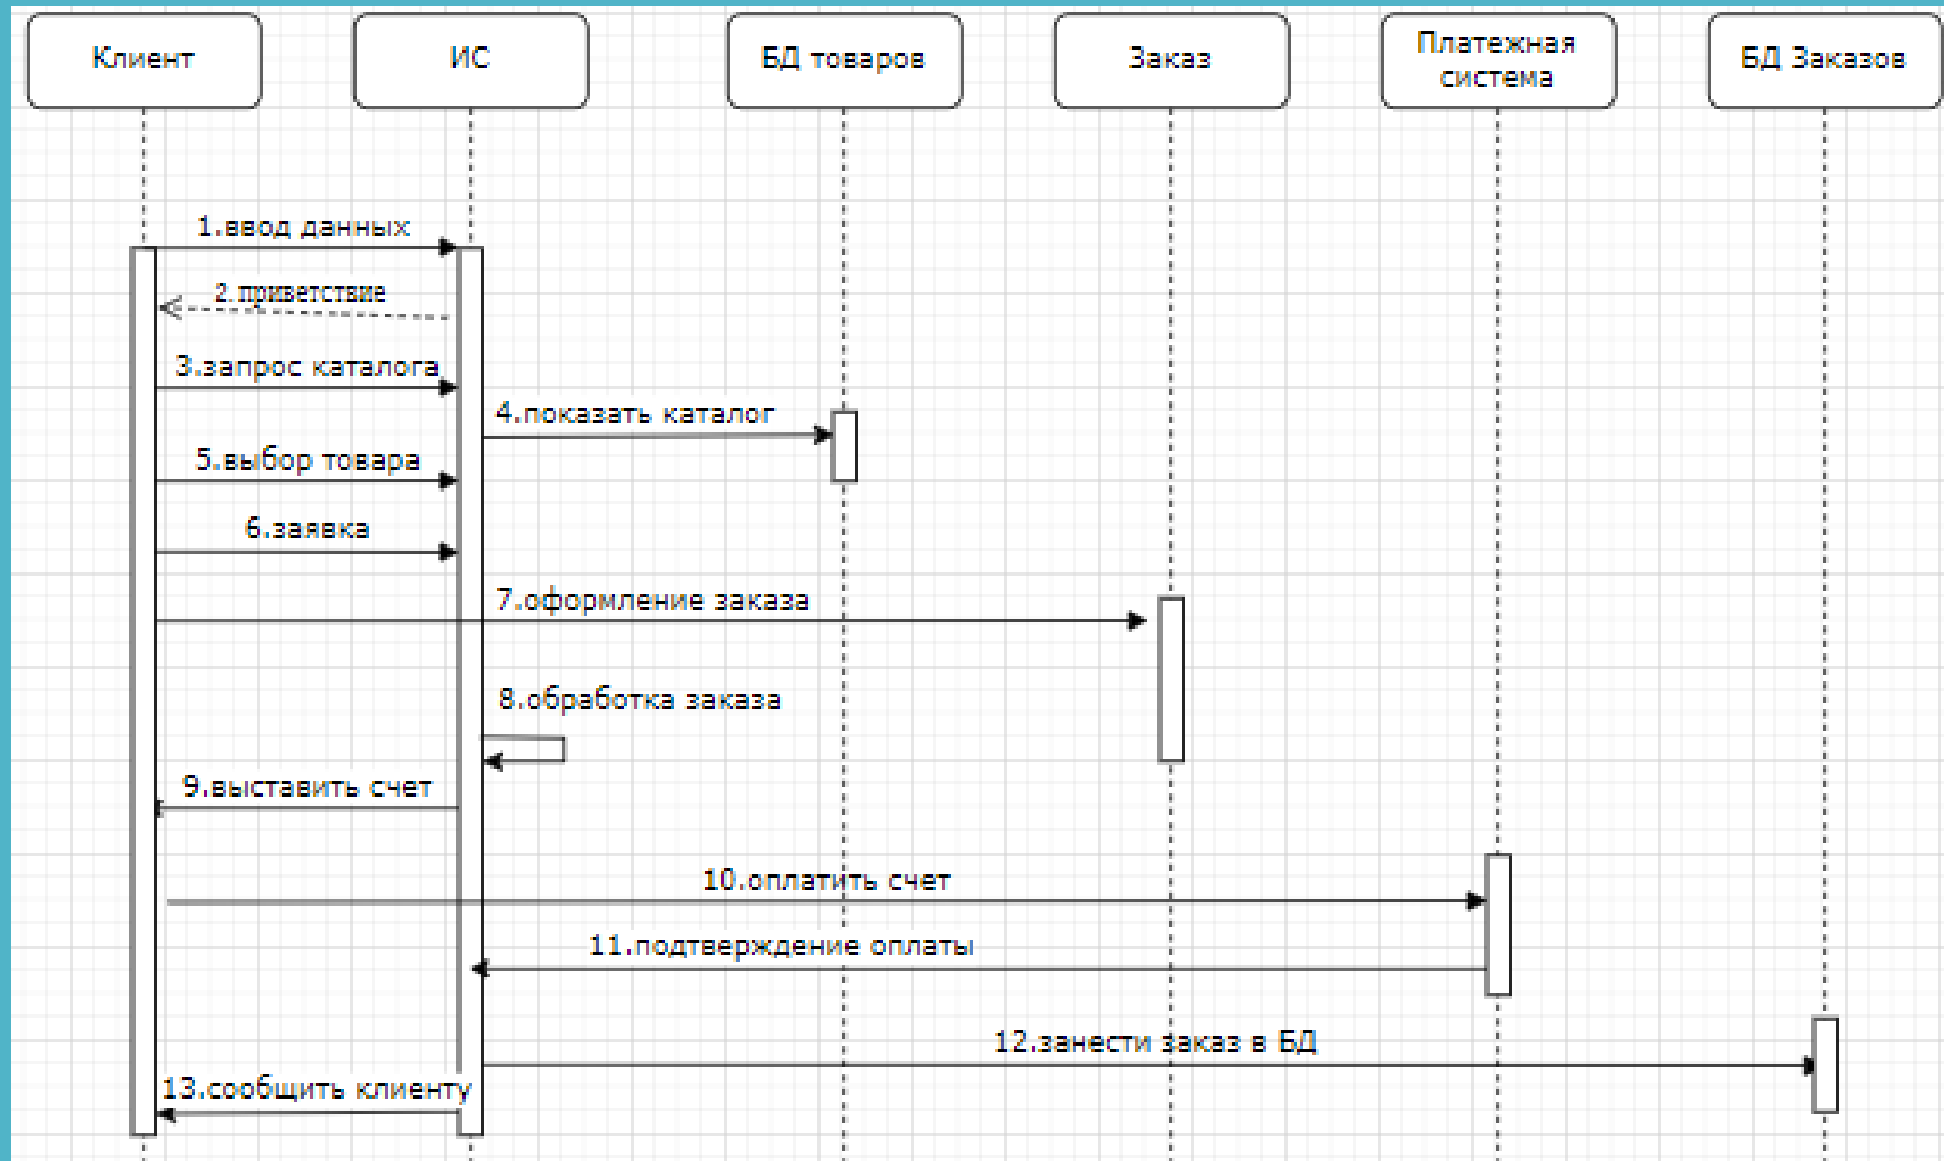 Клиент
ИС
БД товаров
Заказ
Платежная
система
БД Заказов
1.ввод данных
2.приветствие
3.запрос каталога
4.показать каталог
5.выбор товара
6.заявка
7.оформление заказа
8.обработка заказа
9.выставить счет
10.оплатить счет
11.подтверждение оплаты
12.занести заказ в БД
13.сообщить клиенту